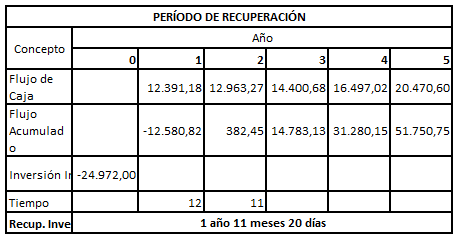 PERÍODO DE RECUPERACIÓN
Concepto
Año
0 1 2 3 4 5
Flujo de
Caja
12.391,18 12.963,27 14.400,68 16.497,02 20.470,60
Flujo
Acumulad
o
-12.580,82 382,45 14.783,13 31.280,15 51.750,75
Inversión In -24.972,00
Tiempo 12 11
Recup. Inve 1 año 11 meses 20 días